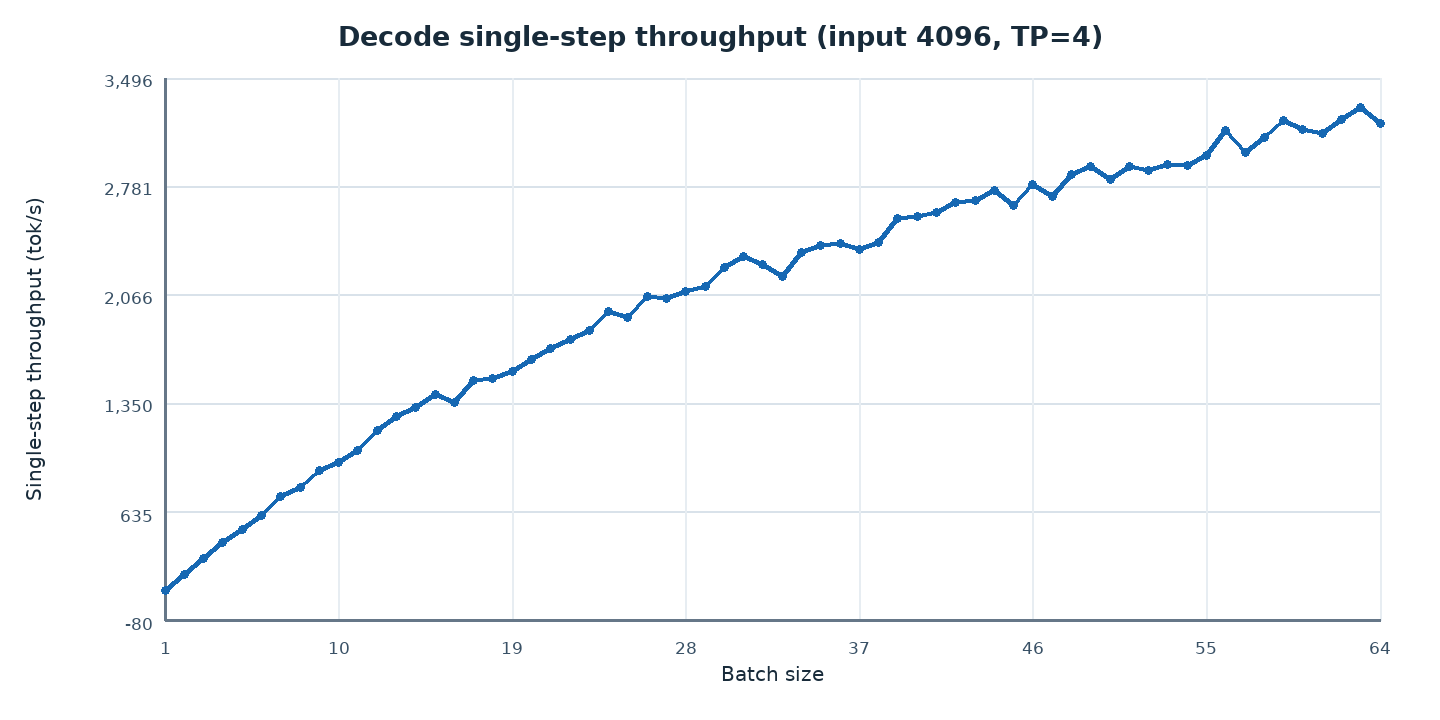 Decode single-step throughput (input 4096, TP=4)
3,496
2,781
2,066
1,350
635
-80
Single-step throughput (tok/s)
1 10 19 28 37 46 55 64
Batch size